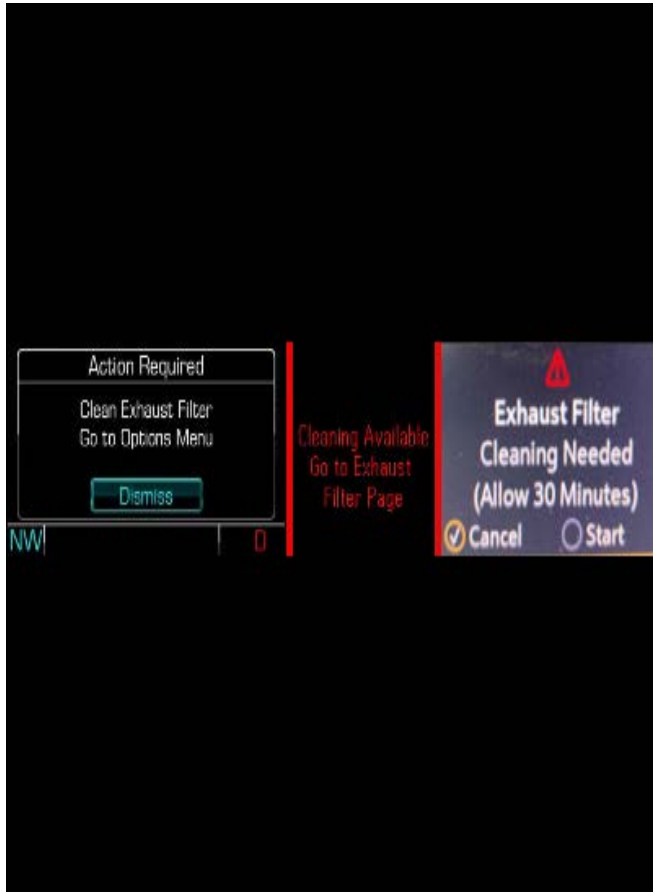 Action Required
Clean Exhaust Filter
Go to Options Menu
Dismiss
NW
D
Cleaning Available
Go to Exhaust
Filter Page
Exhaust Filter
Cleaning Needed
(Allow 30 Minutes)
Cancel Start